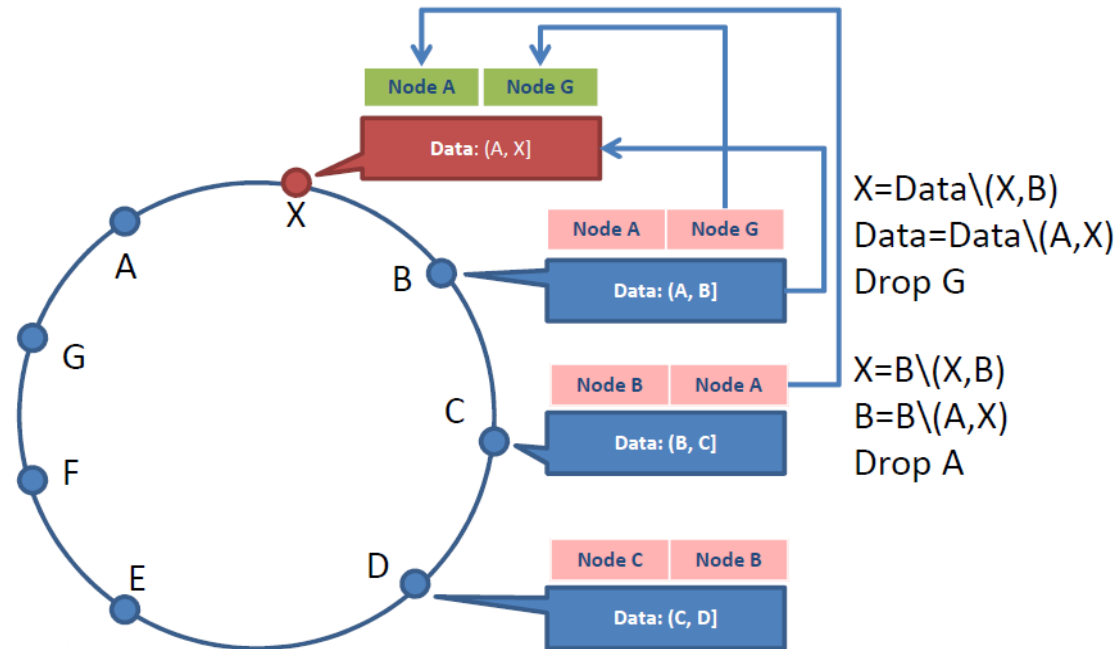 Node A Node G
Data: (A, X]
X
A
B
G
C
F
D
E
Node A Node G
Data: (A, B]
X=Data\(X,B)
Data=Data\(A,X)
Drop G
Node B Node A
Data: (B, C]
X=B\(X,B)
B=B\(A,X)
Drop A
Node C Node B
Data: (C, D]